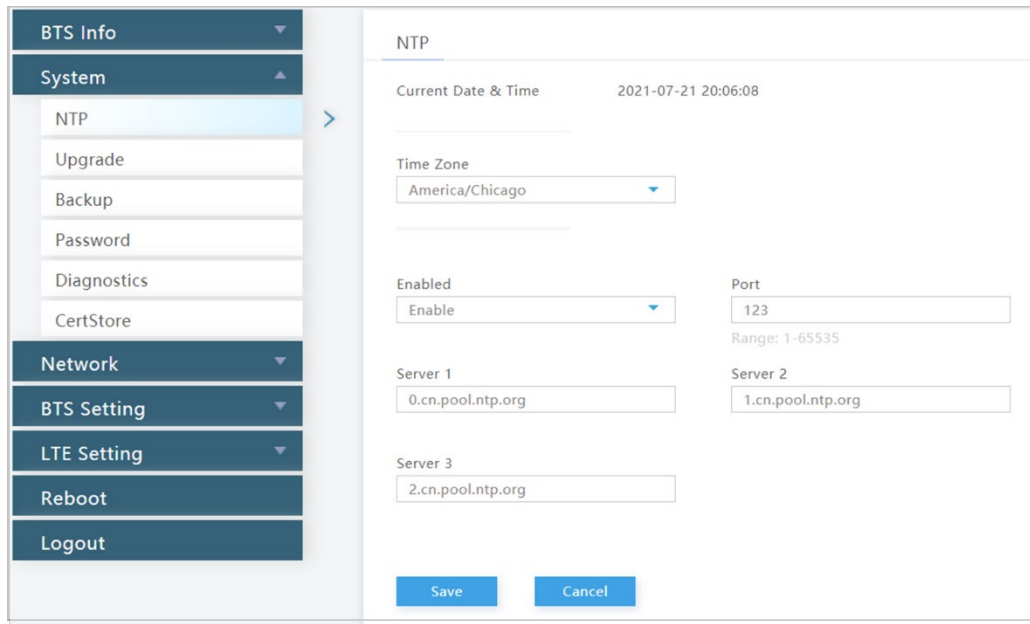 BTS Info
System
NTP
Upgrade
Backup
Password
Diagnostics
CertStore
Network
BTS Setting
LTE Setting
Reboot
Logout
NTP
Current Date & Time 2021-07-21 20:06:08
Time Zone
America/Chicago
Enabled Port
Enable 123
Range: 1-65535
Server 1 Server 2
0.cn.pool.ntp.org 1.cn.pool.ntp.org
Server 3
2.cn.pool.ntp.org
Save Cancel